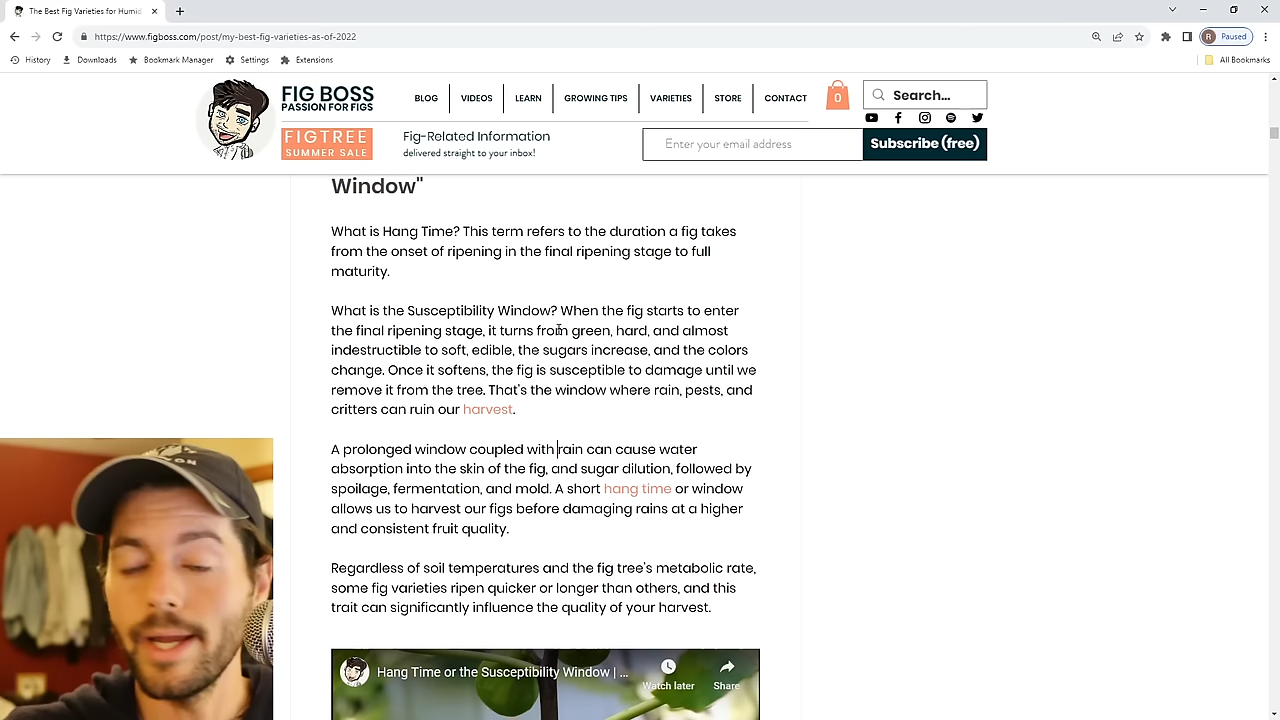 The Best Fig Varieties for Humid
https://www.figboss.com/post/my-best-fig-varieties-as-of-2022
R Paused
History Downloads Bookmark Manager Settings Extensions All Bookmarks
FIG BOSS
PASSION FOR FIGS
BLOG VIDEOS LEARN GROWING TIPS VARIETIES STORE CONTACT
0
Search...
FIG TREE
SUMMER SALE
Fig-Related Information
delivered straight to your inbox!
Enter your email address
Subscribe (free)
Window"
What is Hang Time? This term refers to the duration a fig takes
from the onset of ripening in the final ripening stage to full
maturity.
What is the Susceptibility Window? When the fig starts to enter
the final ripening stage, it turns from green, hard, and almost
indestructible to soft, edible, the sugars increase, and the colors
change. Once it softens, the fig is susceptible to damage until we
remove it from the tree. That's the window where rain, pests, and
critters can ruin our harvest.
A prolonged window coupled with rain can cause water
absorption into the skin of the fig, and sugar dilution, followed by
spoilage, fermentation, and mold. A short hang time or window
allows us to harvest our figs before damaging rains at a higher
and consistent fruit quality.
Regardless of soil temperatures and the fig tree's metabolic rate,
some fig varieties ripen quicker or longer than others, and this
trait can significantly influence the quality of your harvest.
Hang Time or the Susceptibility Window | ...
Watch later
Share